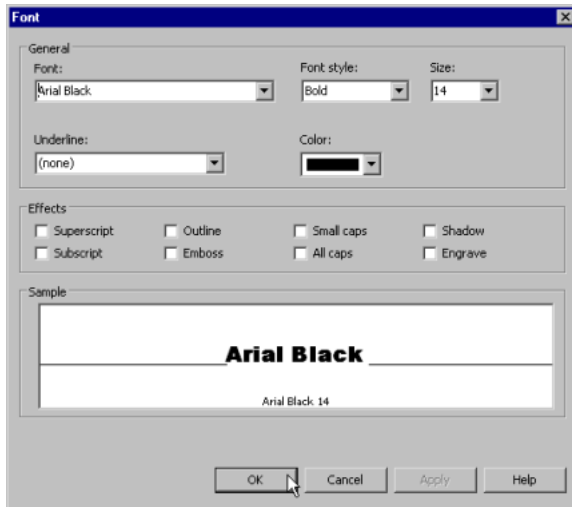 Font
General
Font: Font style: Size:
Arial Black Bold 14
Underline: Color:
(none)
Effects
Superscript Outline Small caps Shadow
Subscript Emboss All caps Engrave
Sample
Arial Black
Arial Black 14
OK Cancel Apply Help